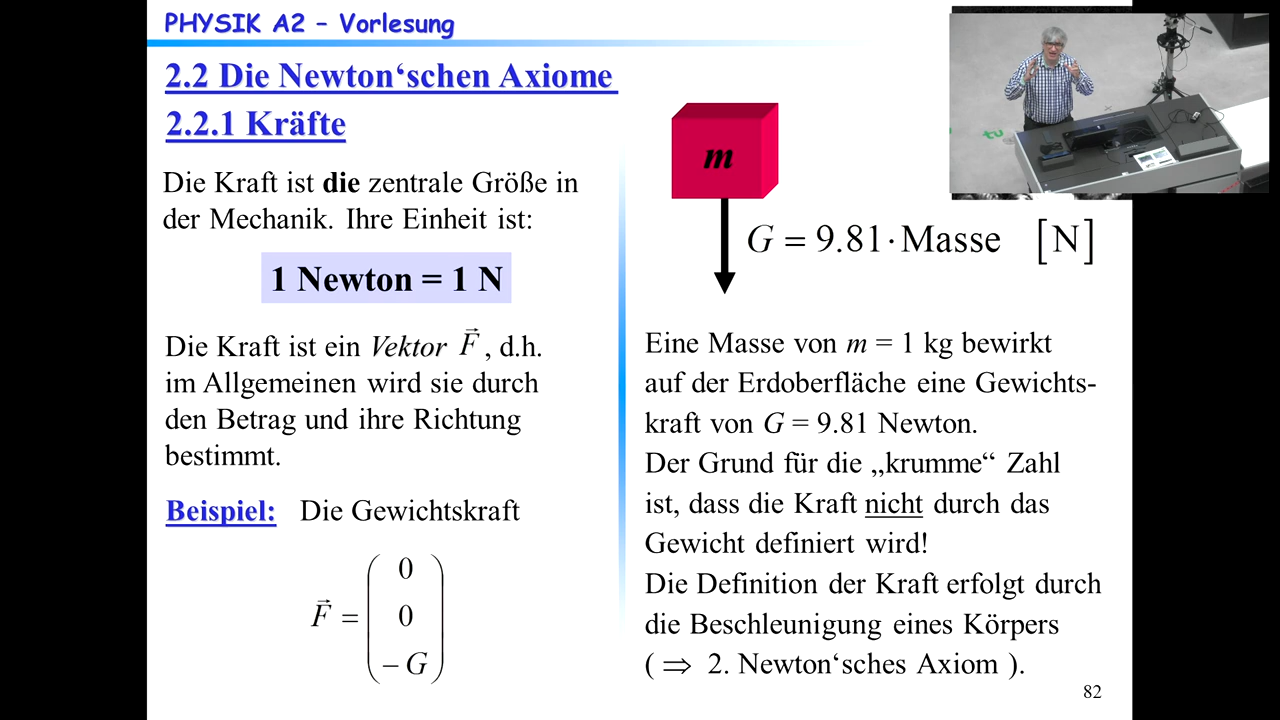 PHYSIK A2 – Vorlesung
2.2 Die Newton‘schen Axiome
2.2.1 Kräfte
Die Kraft ist die zentrale Größe in
der Mechanik. Ihre Einheit ist:
1 Newton = 1 N
Die Kraft ist ein Vektor F⃗ , d.h.
im Allgemeinen wird sie durch
den Betrag und ihre Richtung
bestimmt.
Beispiel: Die Gewichtskraft
F⃗ = ( 0
0
− G )
m
G = 9.81 · Masse [N]
Eine Masse von m = 1 kg bewirkt
auf der Erdoberfläche eine Gewichts-
kraft von G = 9.81 Newton.
Der Grund für die „krumme“ Zahl
ist, dass die Kraft nicht durch das
Gewicht definiert wird!
Die Definition der Kraft erfolgt durch
die Beschleunigung eines Körpers
( ⇒ 2. Newton‘sches Axiom ).
82
tu